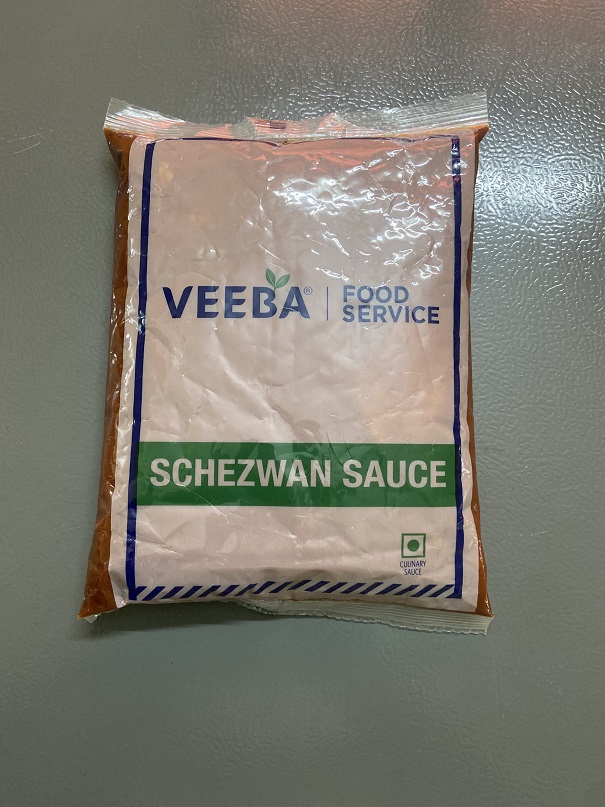 VEEBA® | FOOD
SERVICE
SCHEZWAN SAUCE
CULINARY
SAUCE